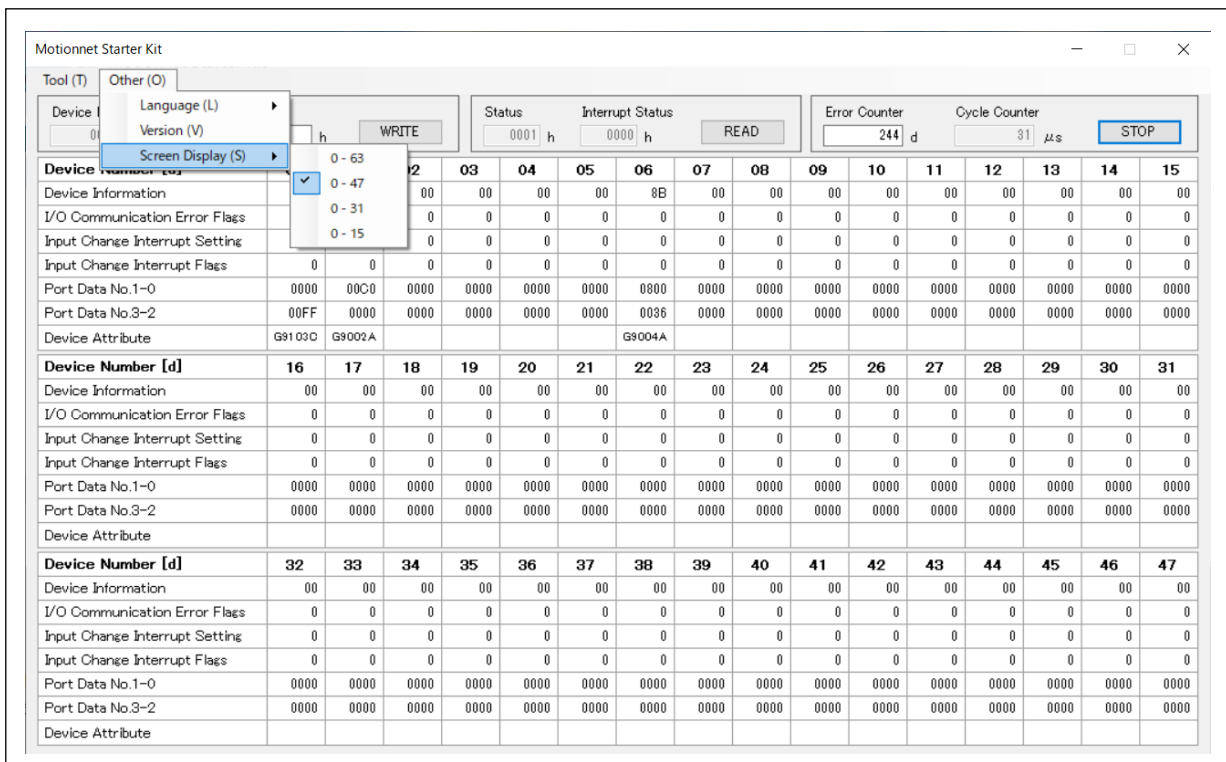 Motionnet Starter Kit
Tool (T) Other (O)
Language (L)
Version (V)
Screen Display (S)
0 - 63
0 - 47
0 - 31
0 - 15
Device h WRITE
Status Interrupt Status
0001 h 0000 h READ
Error Counter Cycle Counter
244 d 31 μs STOP
Device Number [d] 03 04 05 06 07 08 09 10 11 12 13 14 15
Device Information 00 00 00 00 8B 00 00 00 00 00 00 00 00 00
I/O Communication Error Flags 0 0 0 0 0 0 0 0 0 0 0 0 0 0
Input Change Interrupt Setting 0 0 0 0 0 0 0 0 0 0 0 0 0 0
Input Change Interrupt Flags 0 0 0 0 0 0 0 0 0 0 0 0 0 0 0 0
Port Data No.1-0 0000 00C0 0000 0000 0000 0000 0800 0000 0000 0000 0000 0000 0000 0000 0000 0000
Port Data No.3-2 00FF 0000 0000 0000 0000 0000 0036 0000 0000 0000 0000 0000 0000 0000 0000 0000
Device Attribute G9103C G9002A G9004A
Device Number [d] 16 17 18 19 20 21 22 23 24 25 26 27 28 29 30 31
Device Information 00 00 00 00 00 00 00 00 00 00 00 00 00 00 00 00
I/O Communication Error Flags 0 0 0 0 0 0 0 0 0 0 0 0 0 0 0 0
Input Change Interrupt Setting 0 0 0 0 0 0 0 0 0 0 0 0 0 0 0 0
Input Change Interrupt Flags 0 0 0 0 0 0 0 0 0 0 0 0 0 0 0 0
Port Data No.1-0 0000 0000 0000 0000 0000 0000 0000 0000 0000 0000 0000 0000 0000 0000 0000 0000
Port Data No.3-2 0000 0000 0000 0000 0000 0000 0000 0000 0000 0000 0000 0000 0000 0000 0000 0000
Device Attribute
Device Number [d] 32 33 34 35 36 37 38 39 40 41 42 43 44 45 46 47
Device Information 00 00 00 00 00 00 00 00 00 00 00 00 00 00 00 00
I/O Communication Error Flags 0 0 0 0 0 0 0 0 0 0 0 0 0 0 0 0
Input Change Interrupt Setting 0 0 0 0 0 0 0 0 0 0 0 0 0 0 0 0
Input Change Interrupt Flags 0 0 0 0 0 0 0 0 0 0 0 0 0 0 0 0
Port Data No.1-0 0000 0000 0000 0000 0000 0000 0000 0000 0000 0000 0000 0000 0000 0000 0000 0000
Port Data No.3-2 0000 0000 0000 0000 0000 0000 0000 0000 0000 0000 0000 0000 0000 0000 0000 0000
Device Attribute